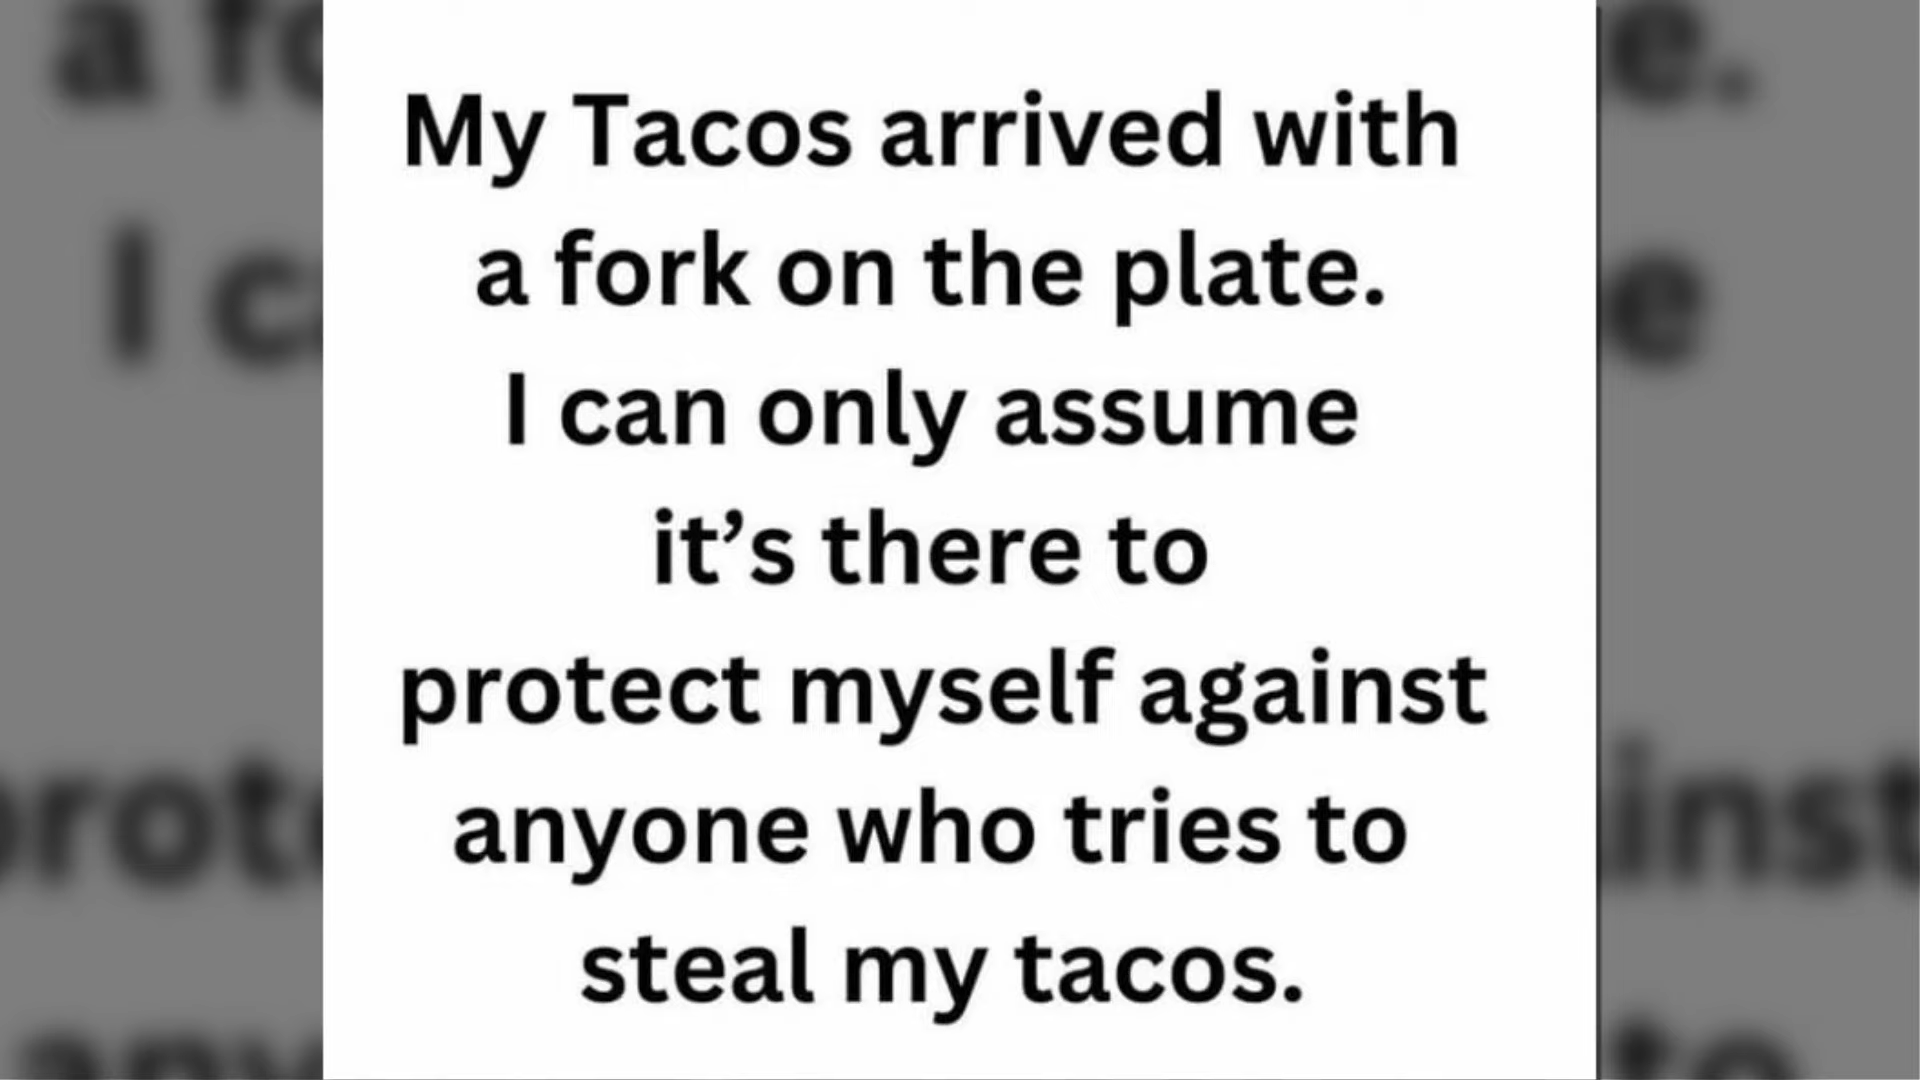 My Tacos arrived with
a fork on the plate.
I can only assume
it’s there to
protect myself against
anyone who tries to
steal my tacos.